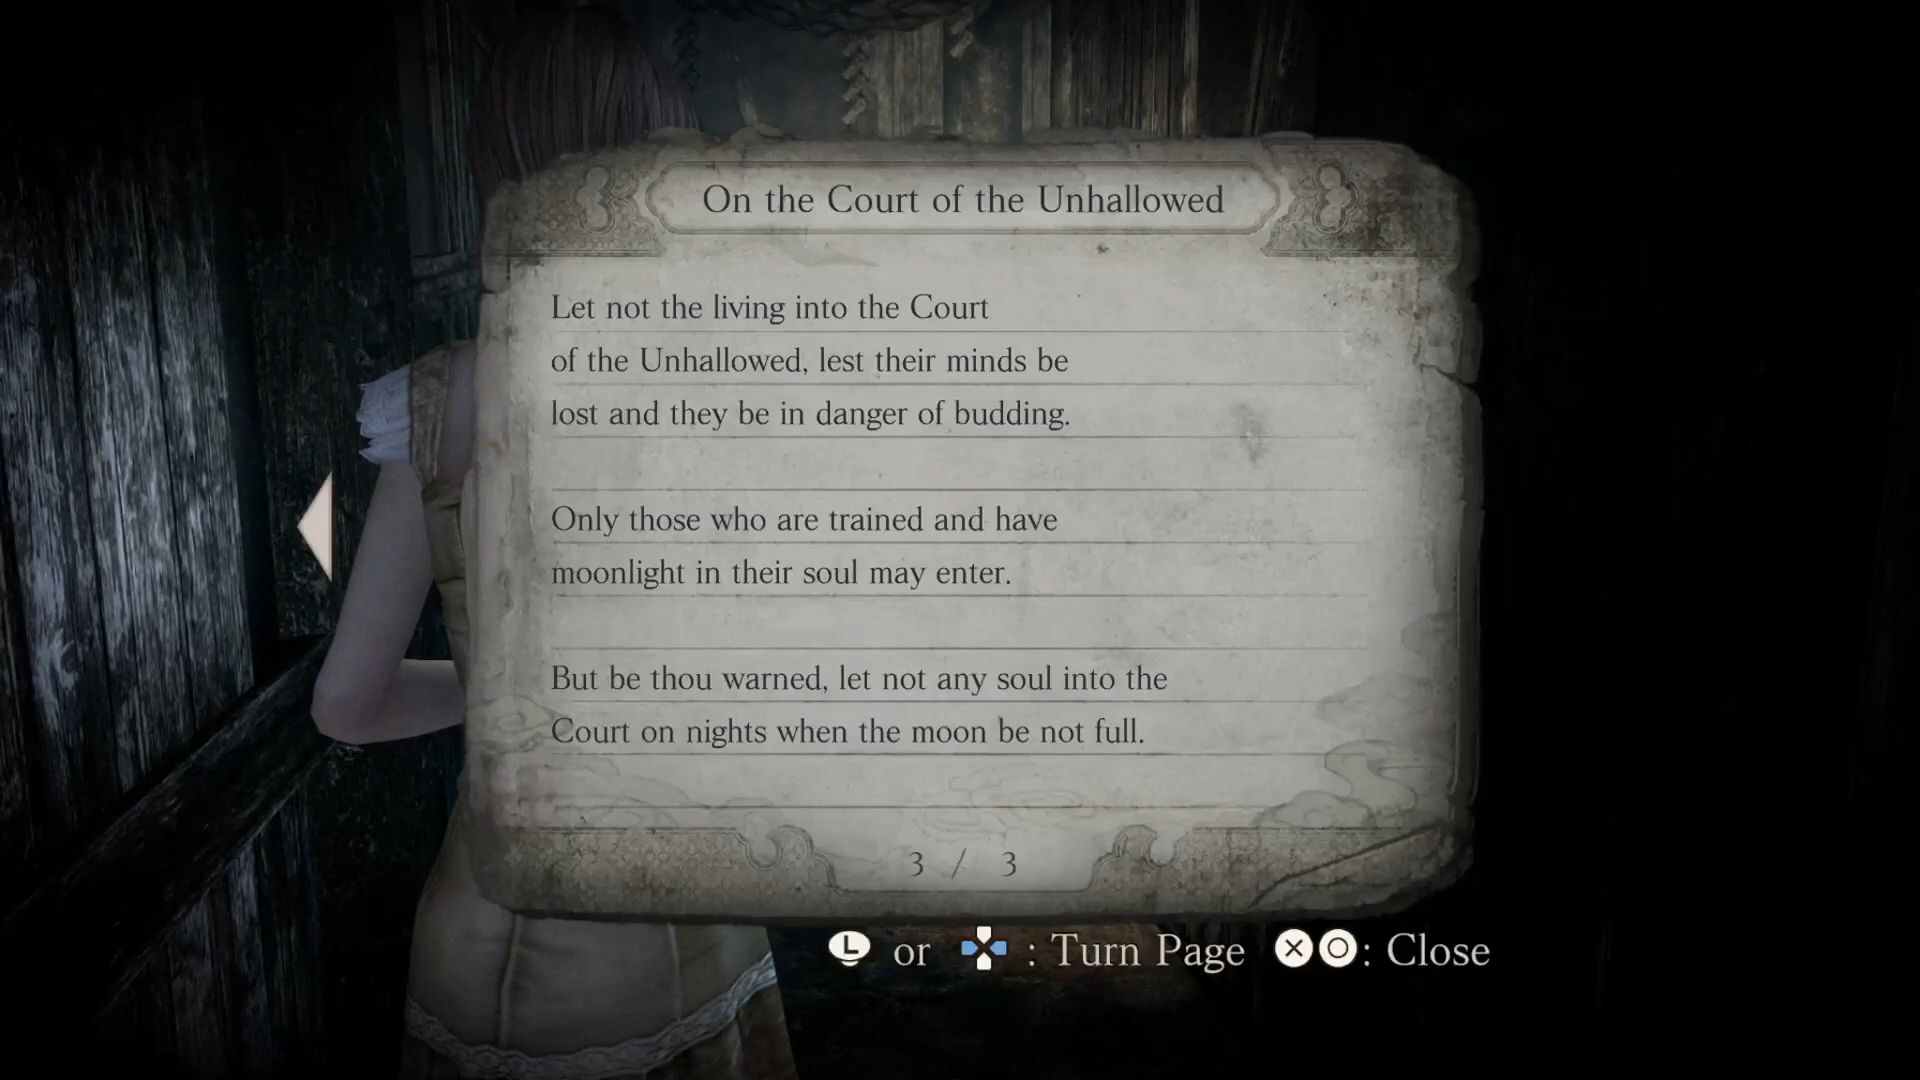 On the Court of the Unhallowed
Let not the living into the Court
of the Unhallowed, lest their minds be
lost and they be in danger of budding.
Only those who are trained and have
moonlight in their soul may enter.
But be thou warned, let not any soul into the
Court on nights when the moon be not full.
3 / 3
L or : Turn Page : Close